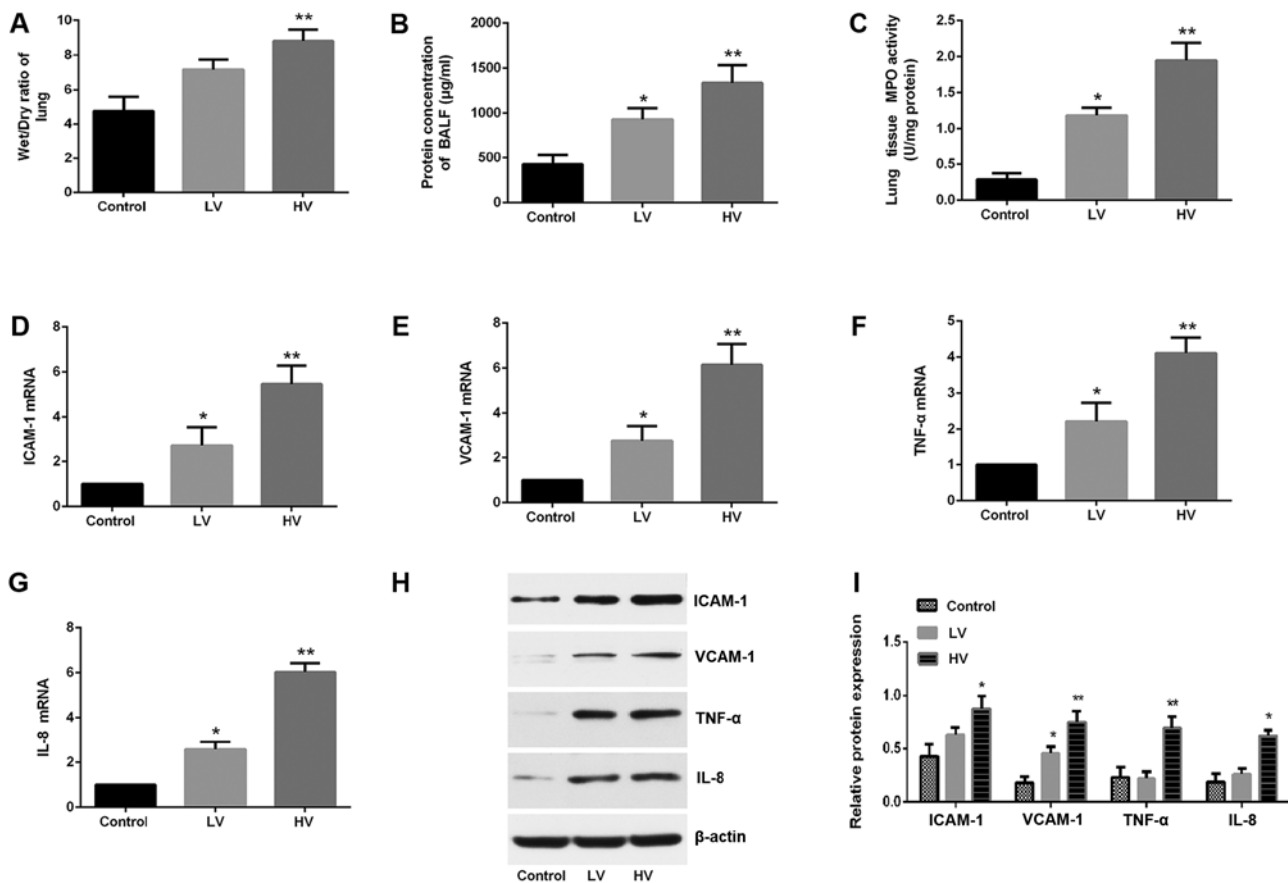 A
Wet/Dry ratio of
lung
10
8
6
4
2
0
**
Control LV HV
B
Protein concentration
of BALF (μg/ml)
2000
1500
1000
500
0
*
**
Control LV HV
C
Lung tissue MPO activity
(U/mg protein)
2.5
2.0
1.5
1.0
0.5
0.0
*
**
Control LV HV
D
ICAM-1 mRNA
8
6
4
2
0
*
**
Control LV HV
E
VCAM-1 mRNA
8
6
4
2
0
*
**
Control LV HV
F
TNF-α mRNA
5
4
3
2
1
0
*
**
Control LV HV
G
IL-8 mRNA
8
6
4
2
0
*
**
Control LV HV
H
ICAM-1
VCAM-1
TNF-α
IL-8
β-actin
Control LV HV
I
Control
LV
HV
Relative protein expression
1.5
1.0
0.5
0.0
*
*
**
**
*
ICAM-1 VCAM-1 TNF-α IL-8